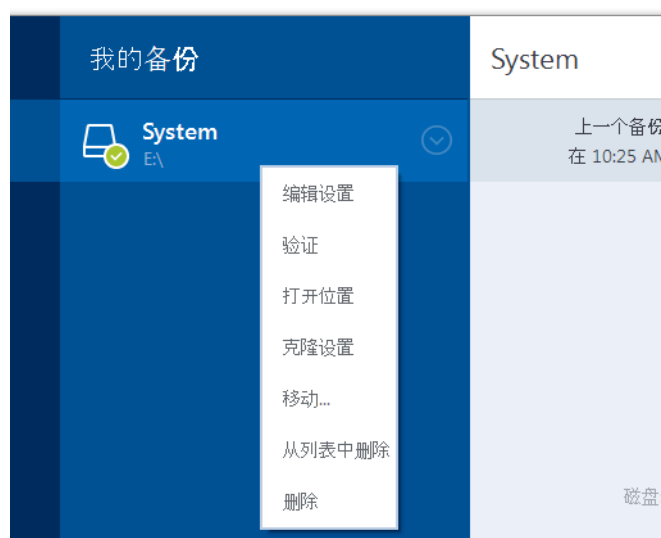 我的备份
System
System
E:\
上一个备份
在 10:25 AM
编辑设置
验证
打开位置
克隆设置
移动...
从列表中删除
删除
磁盘